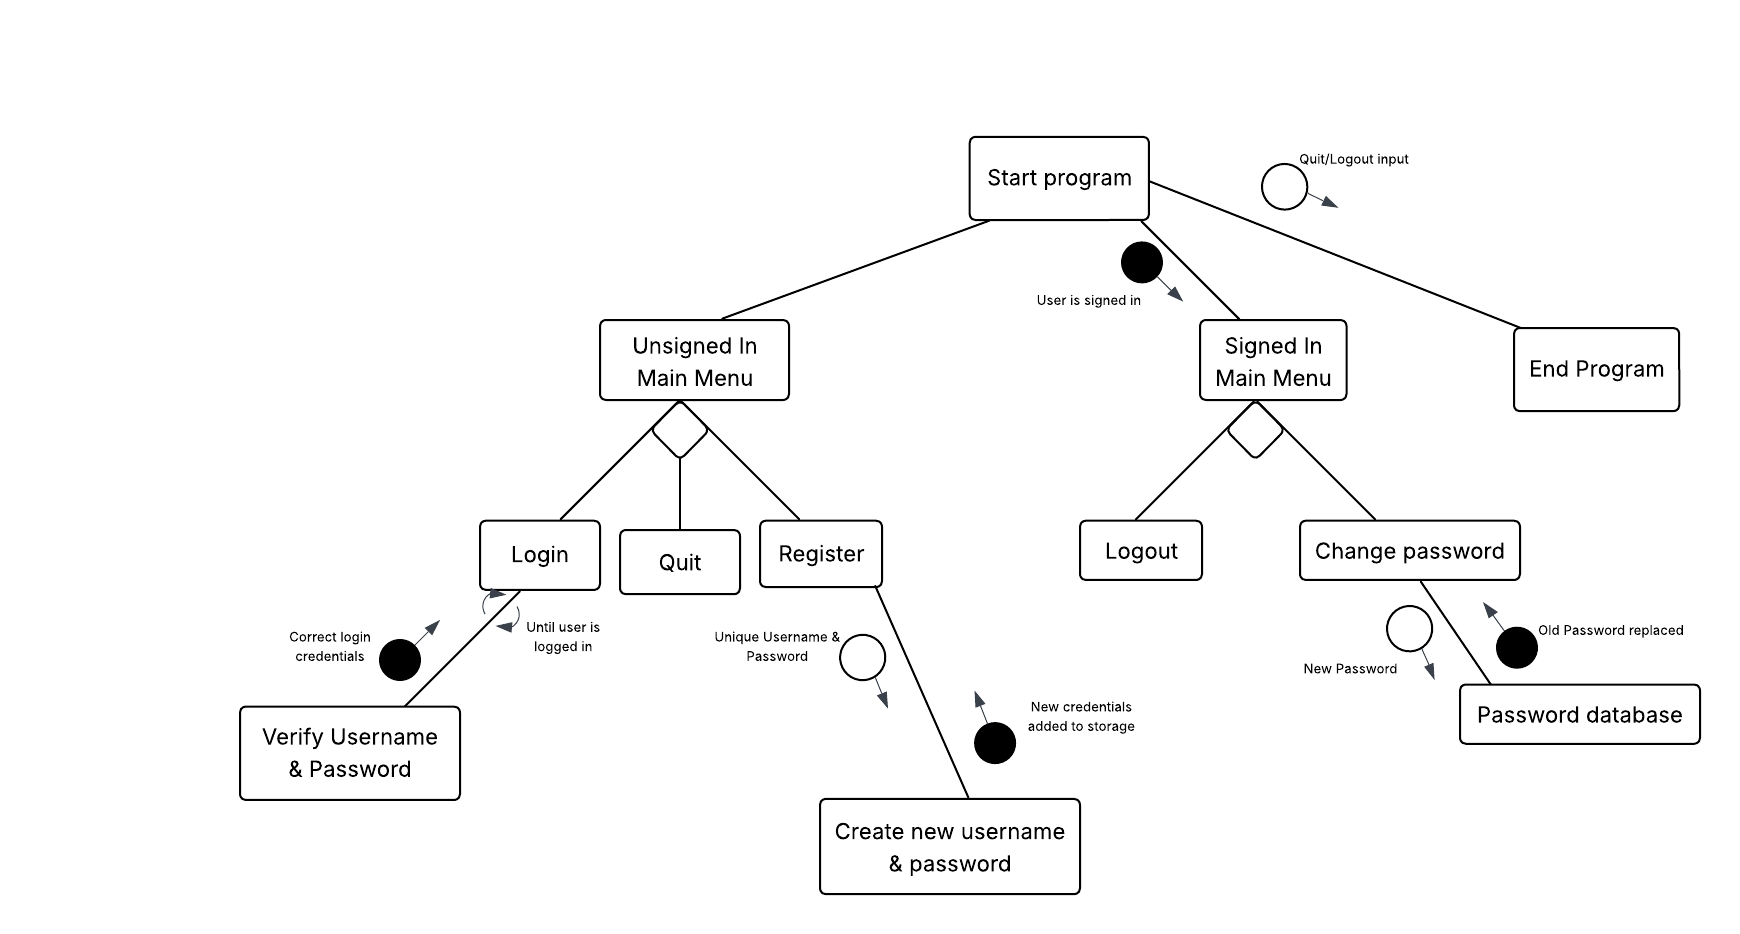 Quit/Logout input
Start program
User is signed in
Unsigned In
Main Menu
Signed In
Main Menu
End Program
Login
Quit
Register
Logout
Change password
Correct login
credentials
Until user is
logged in
Unique Username &
Password
New Password
Old Password replaced
New credentials
added to storage
Verify Username
& Password
Password database
Create new username
& password